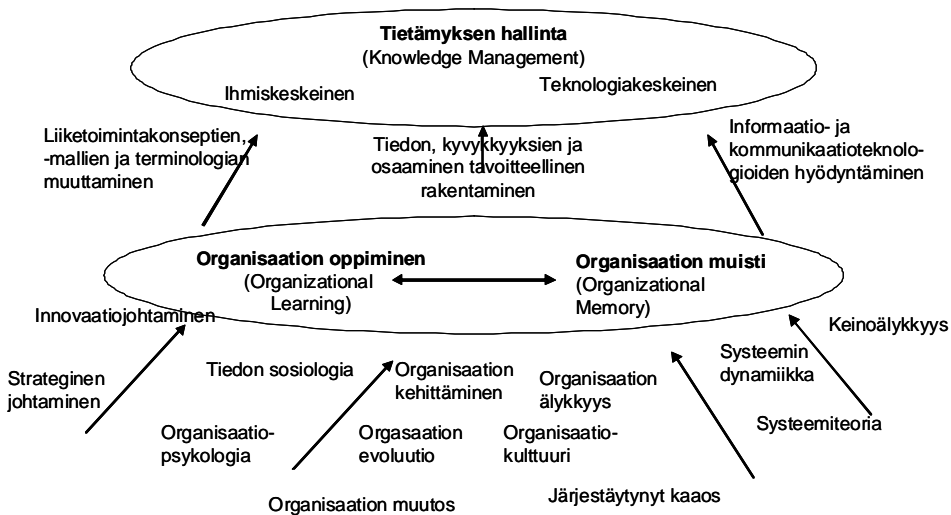 Tietämyksen hallinta
(Knowledge Management)
Ihmiskeskeinen
Teknologiakeskeinen
Liiketoimintakonseptien,
-mallien ja terminologian
muuttaminen
Tiedon, kyvykkyyksien ja
osaaminen tavoitteellinen
rakentaminen
Informaatio- ja
kommunikaatioteknolo-
gioiden hyödyntäminen
Organisaation oppiminen
(Organizational
Learning)
Organisaation muisti
(Organizational
Memory)
Innovaatiojohtaminen
Keinoälykkyys
Strateginen
johtaminen
Tiedon sosiologia
Organisaation
kehittäminen
Organisaation
älykkyys
Systeemin
dynamiikka
Organisaatio-
psykologia
Orgasaation
evoluutio
Organisaatio-
kulttuuri
Systeemiteoria
Organisaation muutos
Järjestäytynyt kaaos